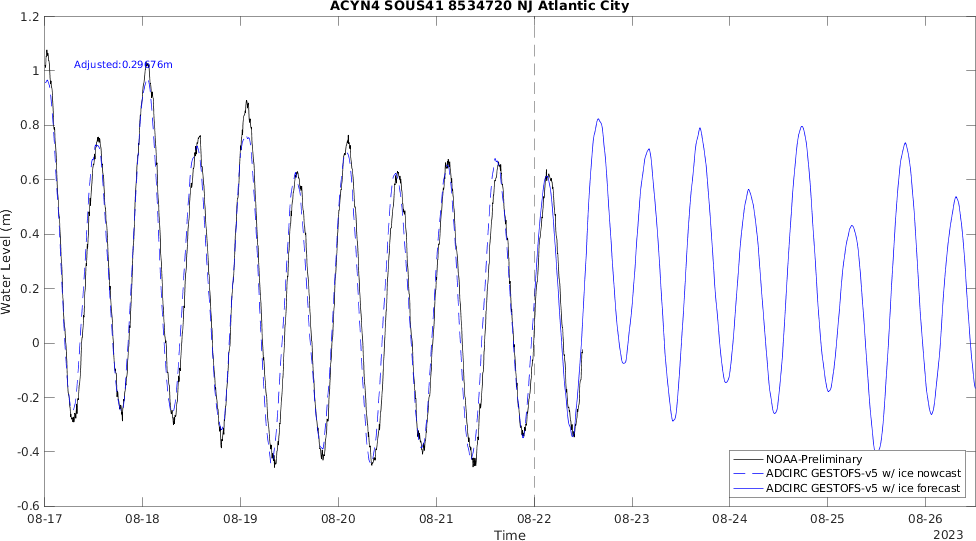 ACYN4 SOUS41 8534720 NJ Atlantic City
1.2
1
0.8
0.6
0.4
0.2
0
-0.2
-0.4
-0.6
Water Level (m)
Adjusted:0.29676m
NOAA-Preliminary
ADCIRC GESTOFS-v5 w/ ice nowcast
ADCIRC GESTOFS-v5 w/ ice forecast
08-17 08-18 08-19 08-20 08-21 08-22 08-23 08-24 08-25 08-26
Time
2023